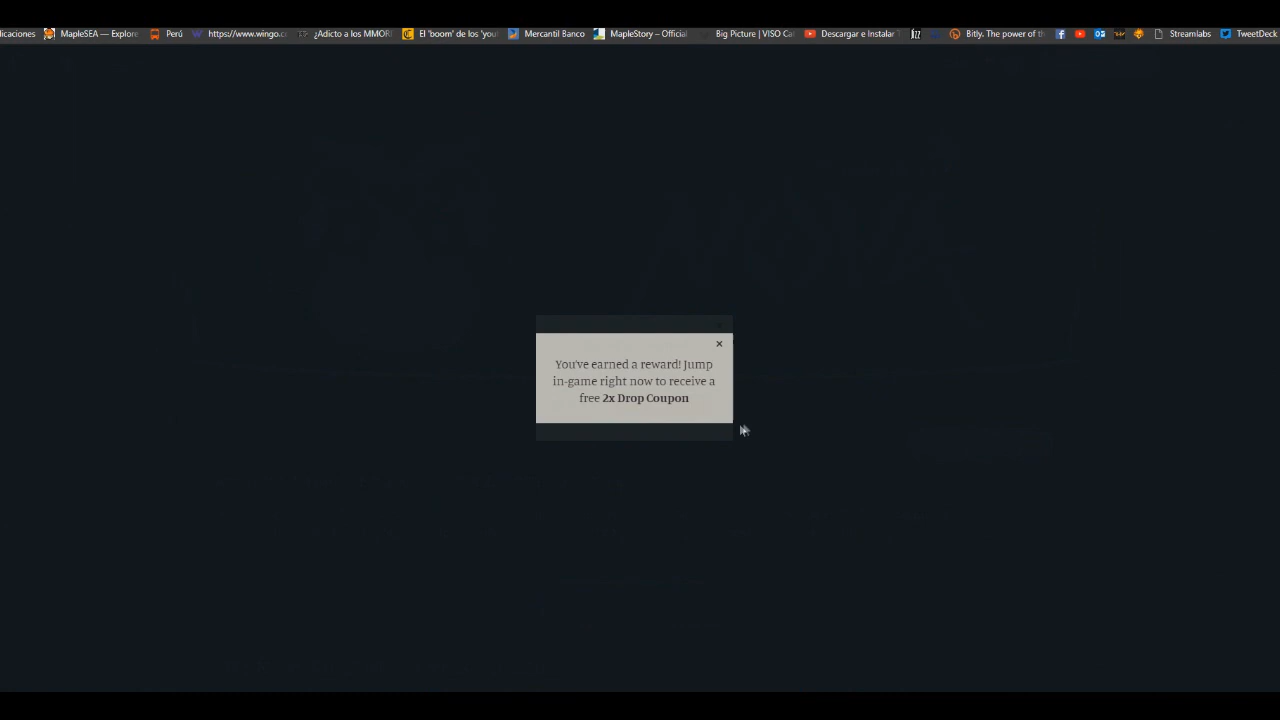 licaciones MapleSEA — Explore Perú https://www.wingo.co ¿Adicto a los MMOR El 'boom' de los 'you Mercantil Banco MapleStory – Official Big Picture | VISO Ca Descargar e Instalar T Bitly. The power of th Streamlabs TweetDeck
You've earned a reward! Jump
in-game right now to receive a
free 2x Drop Coupon